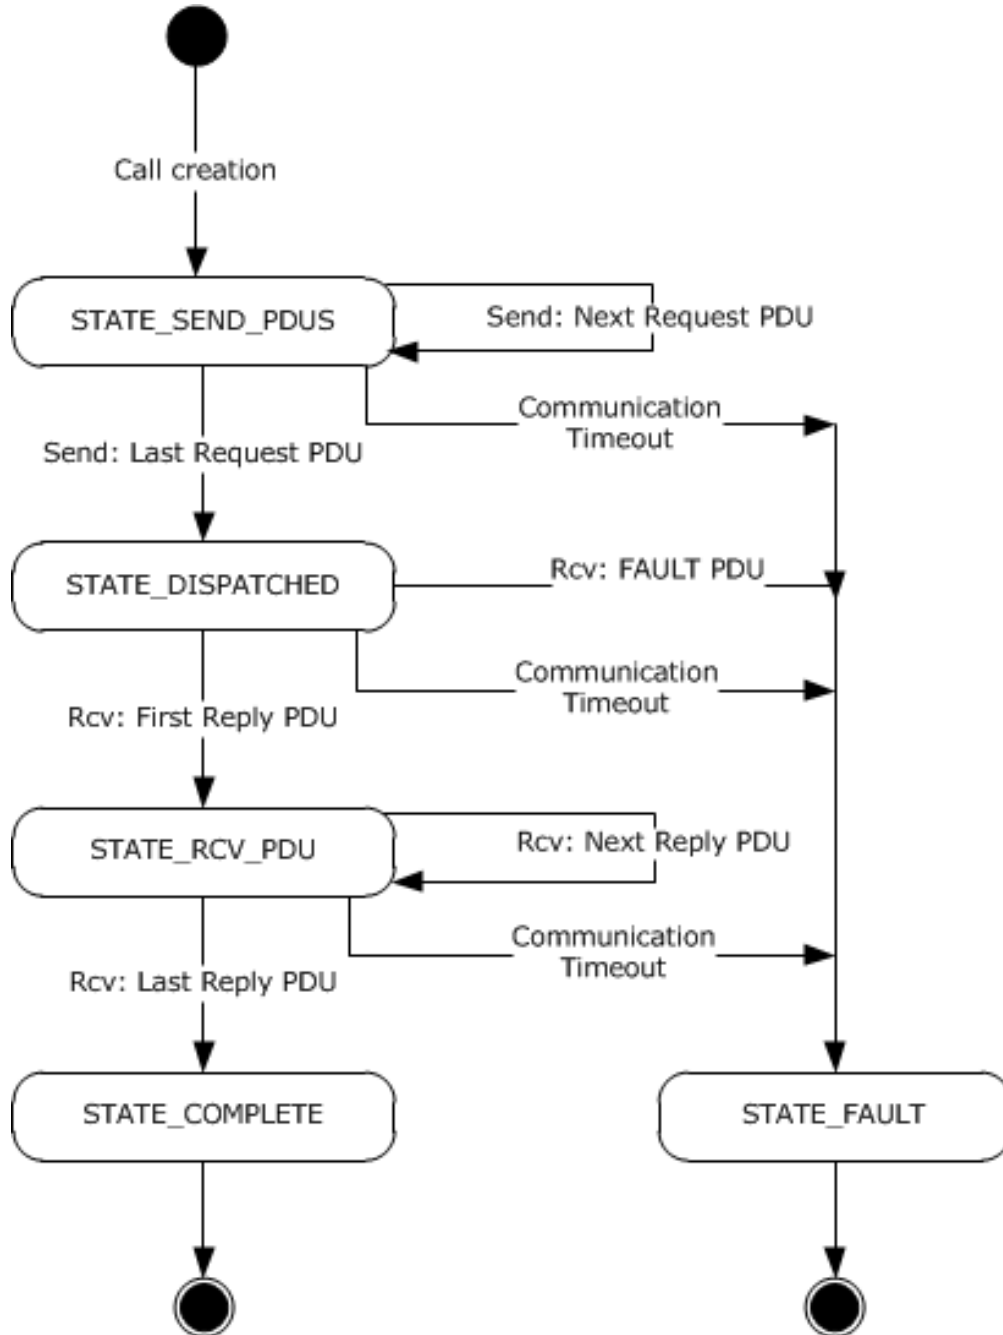 Call creation
STATE_SEND_PDUS
Send: Next Request PDU
Communication
Timeout
Send: Last Request PDU
STATE_DISPATCHED
Rcv: FAULT PDU
Communication
Timeout
Rcv: First Reply PDU
STATE_RCV_PDU
Rcv: Next Reply PDU
Communication
Timeout
Rcv: Last Reply PDU
STATE_COMPLETE
STATE_FAULT